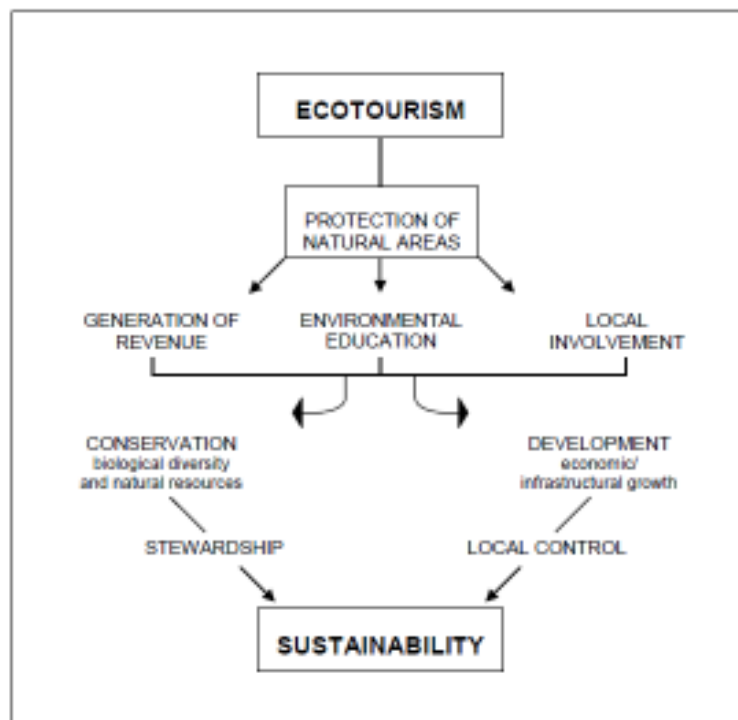 ECOTOURISM
PROTECTION OF
NATURAL AREAS
GENERATION OF
REVENUE
ENVIRONMENTAL
EDUCATION
LOCAL
INVOLVEMENT
CONSERVATION
biological diversity
and natural resources
DEVELOPMENT
economic/
infrastructural growth
STEWARDSHIP
LOCAL CONTROL
SUSTAINABILITY